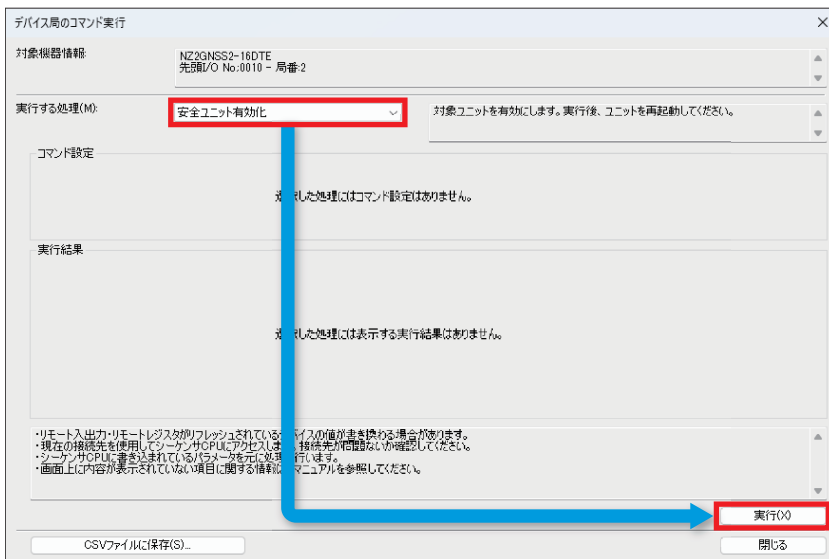 デバイス局のコマンド実行
対象機器情報:
NZ2GNSS2-16DTE
先頭I/O No.:0010 - 局番:2
実行する処理(M):
安全ユニット有効化
対象ユニットを有効にします。実行後、ユニットを再起動してください。
コマンド設定
した処理にはコマンド設定はありません。
実行結果
した処理には表示する実行結果はありません。
・リモート入出力・リモートレジスタがリフレッシュされている イスの値が書き換わる場合があります。
・現在の接続先を使用してシーケンサCPUにアクセスしま 接続先が問題ないか確認してください。
・シーケンサCPUに書き込まれているパラメータを元に処理 行います。
・画面上に内容が表示されていない項目に関する情報 マニュアルを参照してください。
実行(X)
CSVファイルに保存(S)...
閉じる